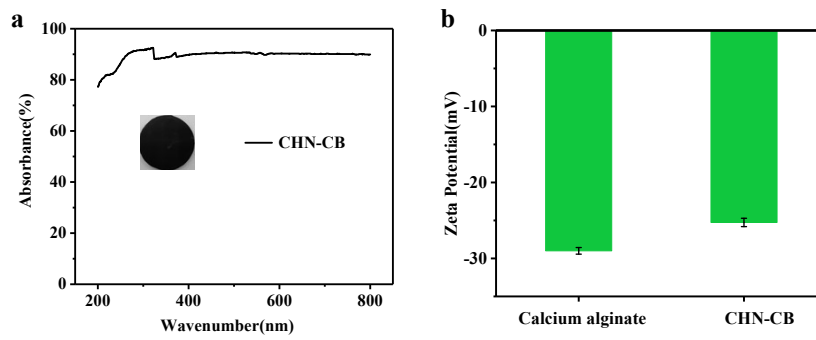 a
100
80
60
40
20
0
Absorbance(%)
CHN-CB
200 400 600 800
Wavenumber(nm)
b
0
-10
-20
-30
Zeta Potential(mV)
Calcium alginate CHN-CB